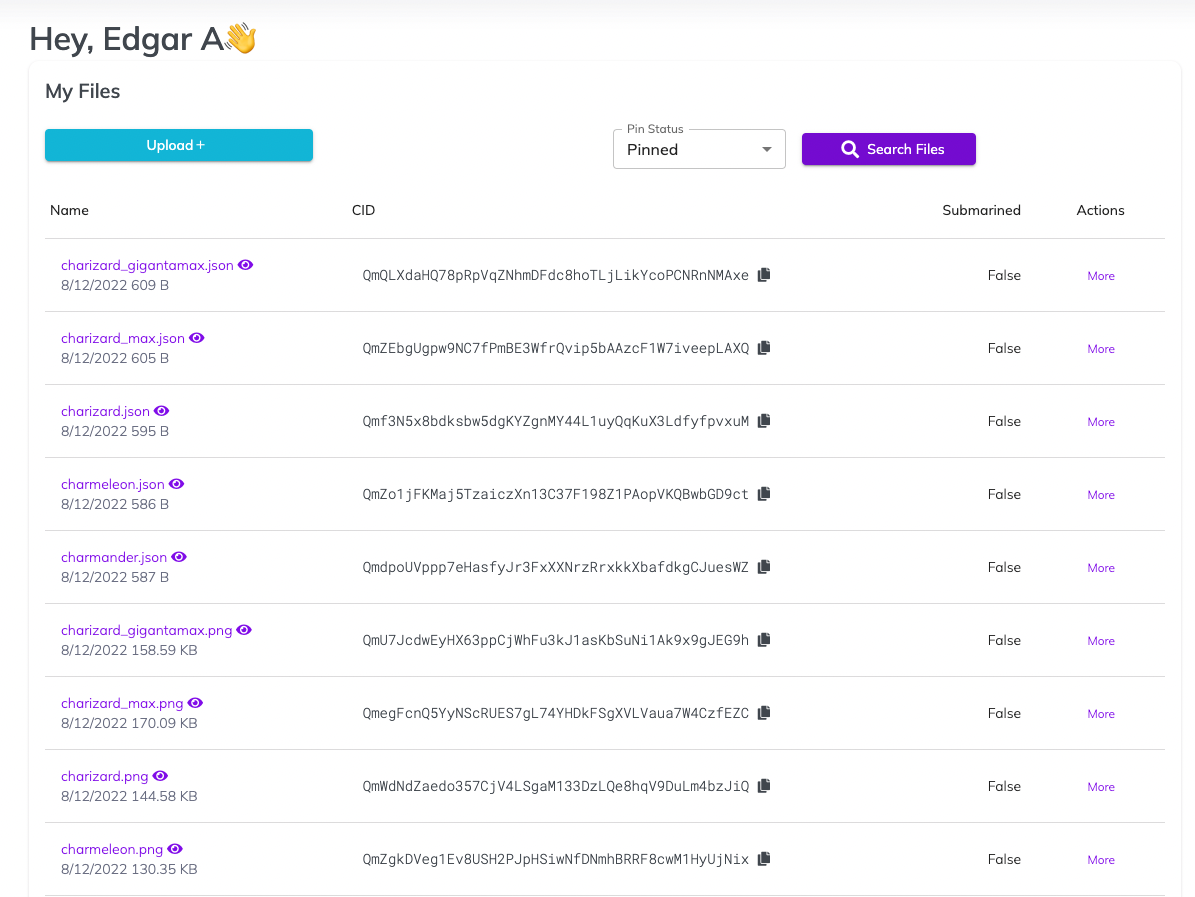 Hey, Edgar A👋
My Files
Upload +
Pin Status
Pinned
Search Files
Name CID Submarined Actions
charizard_gigantamax.json
8/12/2022 609 B
QmQLXdaHQ78pRpVqZNhmDFdc8hoTLjLikYcoPCNRnNMAxe False More
charizard_max.json
8/12/2022 605 B
QmZEbgUgpw9NC7fPmBE3WfrQvip5bAAzcF1W7iveepLAXQ False More
charizard.json
8/12/2022 595 B
Qmf3N5x8bdksbw5dgKYZgnMY44L1uyQqKuX3LdfyfpvxuM False More
charmeleon.json
8/12/2022 586 B
QmZo1jFKMaj5TzaiczXn13C37F198Z1PAopVKQBwbGD9ct False More
charmander.json
8/12/2022 587 B
QmdpoUVppp7eHasfyJr3FxXXNrzRrxkkXbafdkgCJuesWZ False More
charizard_gigantamax.png
8/12/2022 158.59 KB
QmU7JcdwEyHX63ppCjWhFu3kJ1asKbSuNi1Ak9x9gJEG9h False More
charizard_max.png
8/12/2022 170.09 KB
QmegFcnQ5YyNScRUES7gL74YHDkFSgXVLVaua7W4CzfEZC False More
charizard.png
8/12/2022 144.58 KB
QmWdNdZaedo357CjV4LSgaM133DzLQe8hqV9DuLm4bzJiQ False More
charmeleon.png
8/12/2022 130.35 KB
QmZgkDVeg1Ev8USH2PJpHSiwNfDNmhBRRF8cwM1HyUjNix False More